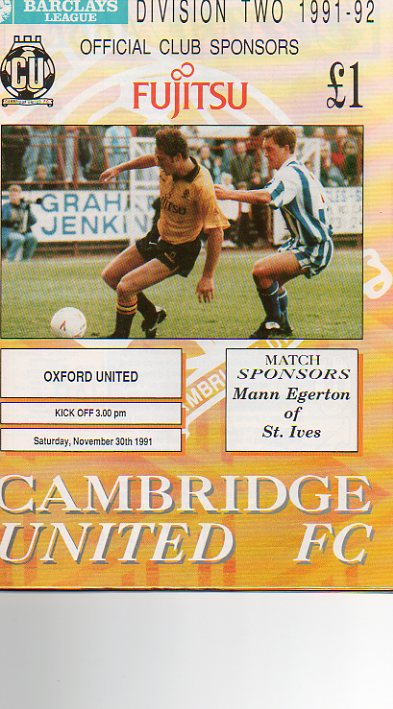 BARCLAYS
LEAGUE
DIVISION TWO 1991-92
OFFICIAL CLUB SPONSORS
CU
FUJITSU
£1
GRAHAM
JENKIN
OXFORD UNITED
KICK OFF 3.00 pm
Saturday, November 30th 1991
MATCH
SPONSORS
Mann Egerton
of
St. Ives
CAMBRIDGE
UNITED FC